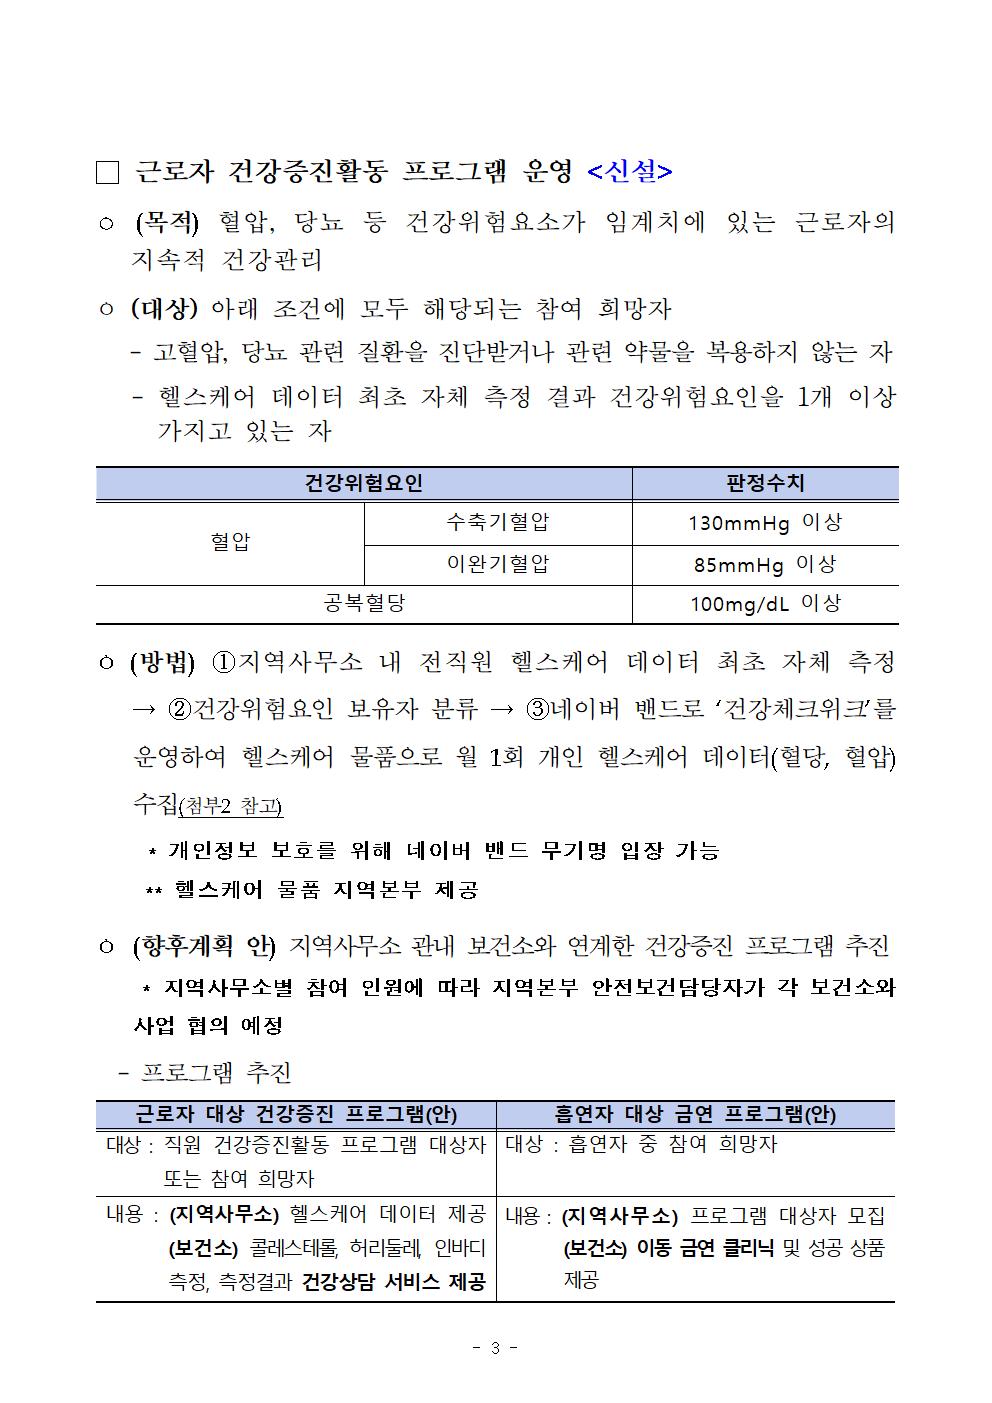 □ 근로자 건강증진활동 프로그램 운영 <신설>
ㅇ (목적) 혈압, 당뇨 등 건강위험요소가 임계치에 있는 근로자의
지속적 건강관리
ㅇ (대상) 아래 조건에 모두 해당되는 참여 희망자
- 고혈압, 당뇨 관련 질환을 진단받거나 관련 약물을 복용하지 않는 자
- 헬스케어 데이터 최초 자체 측정 결과 건강위험요인을 1개 이상
가지고 있는 자
건강위험요인 판정수치
혈압 수축기혈압 130mmHg 이상
이완기혈압 85mmHg 이상
공복혈당 100mg/dL 이상
ㅇ (방법) ①지역사무소 내 전직원 헬스케어 데이터 최초 자체 측정
→ ②건강위험요인 보유자 분류 → ③네이버 밴드로 ‘건강체크위크’를
운영하여 헬스케어 물품으로 월 1회 개인 헬스케어 데이터(혈당, 혈압)
수집(첨부2 참고)
* 개인정보 보호를 위해 네이버 밴드 무기명 입장 가능
** 헬스케어 물품 지역본부 제공
ㅇ (향후계획 안) 지역사무소 관내 보건소와 연계한 건강증진 프로그램 추진
* 지역사무소별 참여 인원에 따라 지역본부 안전보건담당자가 각 보건소와
사업 협의 예정
- 프로그램 추진
근로자 대상 건강증진 프로그램(안) 흡연자 대상 금연 프로그램(안)
대상 : 직원 건강증진활동 프로그램 대상자 대상 : 흡연자 중 참여 희망자
또는 참여 희망자
내용 : (지역사무소) 헬스케어 데이터 제공 내용 : (지역사무소) 프로그램 대상자 모집
(보건소) 콜레스테롤, 허리둘레, 인바디 (보건소) 이동 금연 클리닉 및 성공 상품
측정, 측정결과 건강상담 서비스 제공 제공
- 3 -